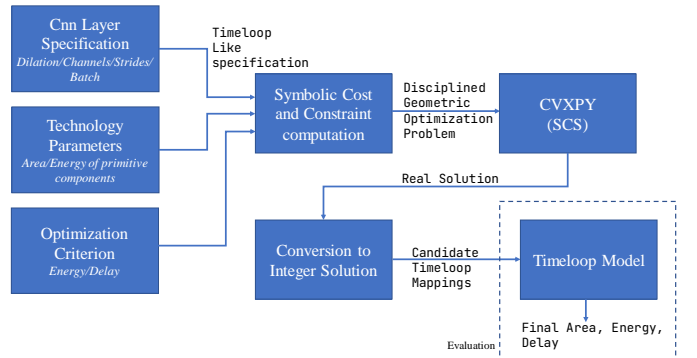 Cnn Layer
Specification
Dilation/Channels/Strides/
Batch
Timeloop
Like
specification
Technology
Parameters
Area/Energy of primitive
components
Optimization
Criterion
Energy/Delay
Symbolic Cost
and Constraint
computation
Disciplined
Geometric
Optimization
Problem
CVXPY
(SCS)
Real Solution
Conversion to
Integer Solution
Candidate
Timeloop
Mappings
Timeloop Model
Final Area, Energy,
Delay
Evaluation